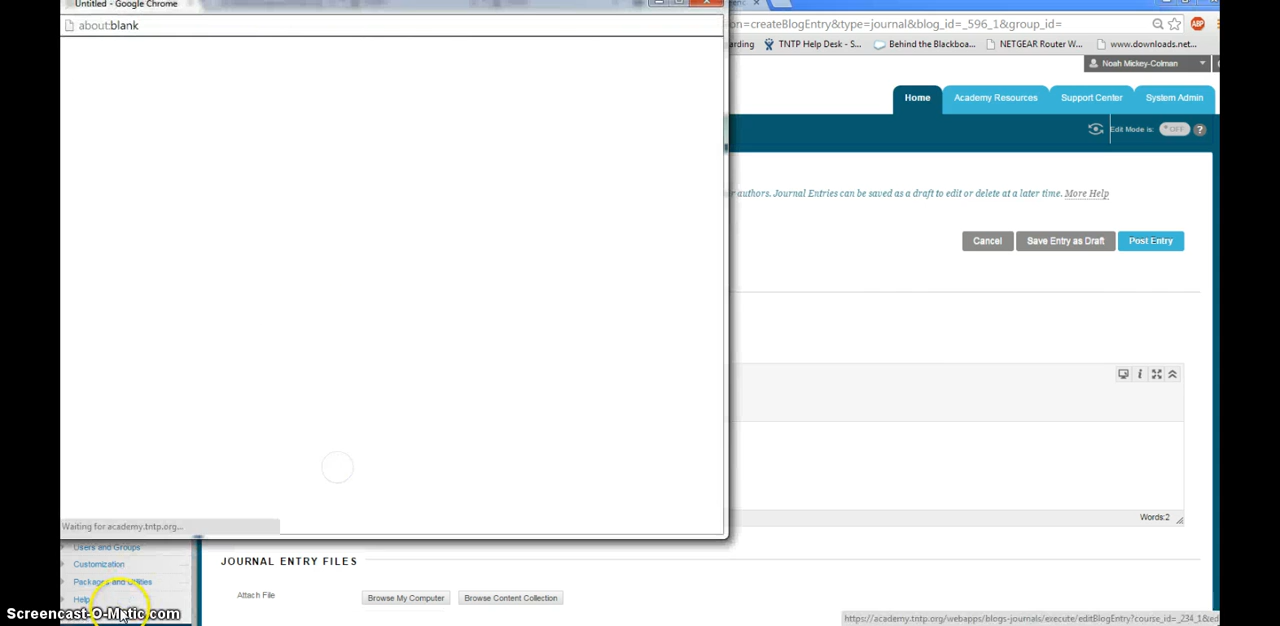 Untitled - Google Chrome
about:blank
on=createBlogEntry&type=journal&blog_id=_596_1&group_id=
arding
TNTP Help Desk - S...
Behind the Blackboa...
NETGEAR Router W...
www.downloads.net...
ABP
Noah Mickey-Colman
Home
Academy Resources
Support Center
System Admin
Edit Mode is:
OFF
?
r authors. Journal Entries can be saved as a draft to edit or delete at a later time. More Help
Cancel
Save Entry as Draft
Post Entry
Words:2
Waiting for academy.tntp.org...
Users and Groups
Customization
Packages and Utilities
Help
JOURNAL ENTRY FILES
Attach File
Browse My Computer
Browse Content Collection
Screencast-O-Matic.com
https://academy.tntp.org/webapps/blogs-journals/execute/editBlogEntry?course_id=_234_1&ed